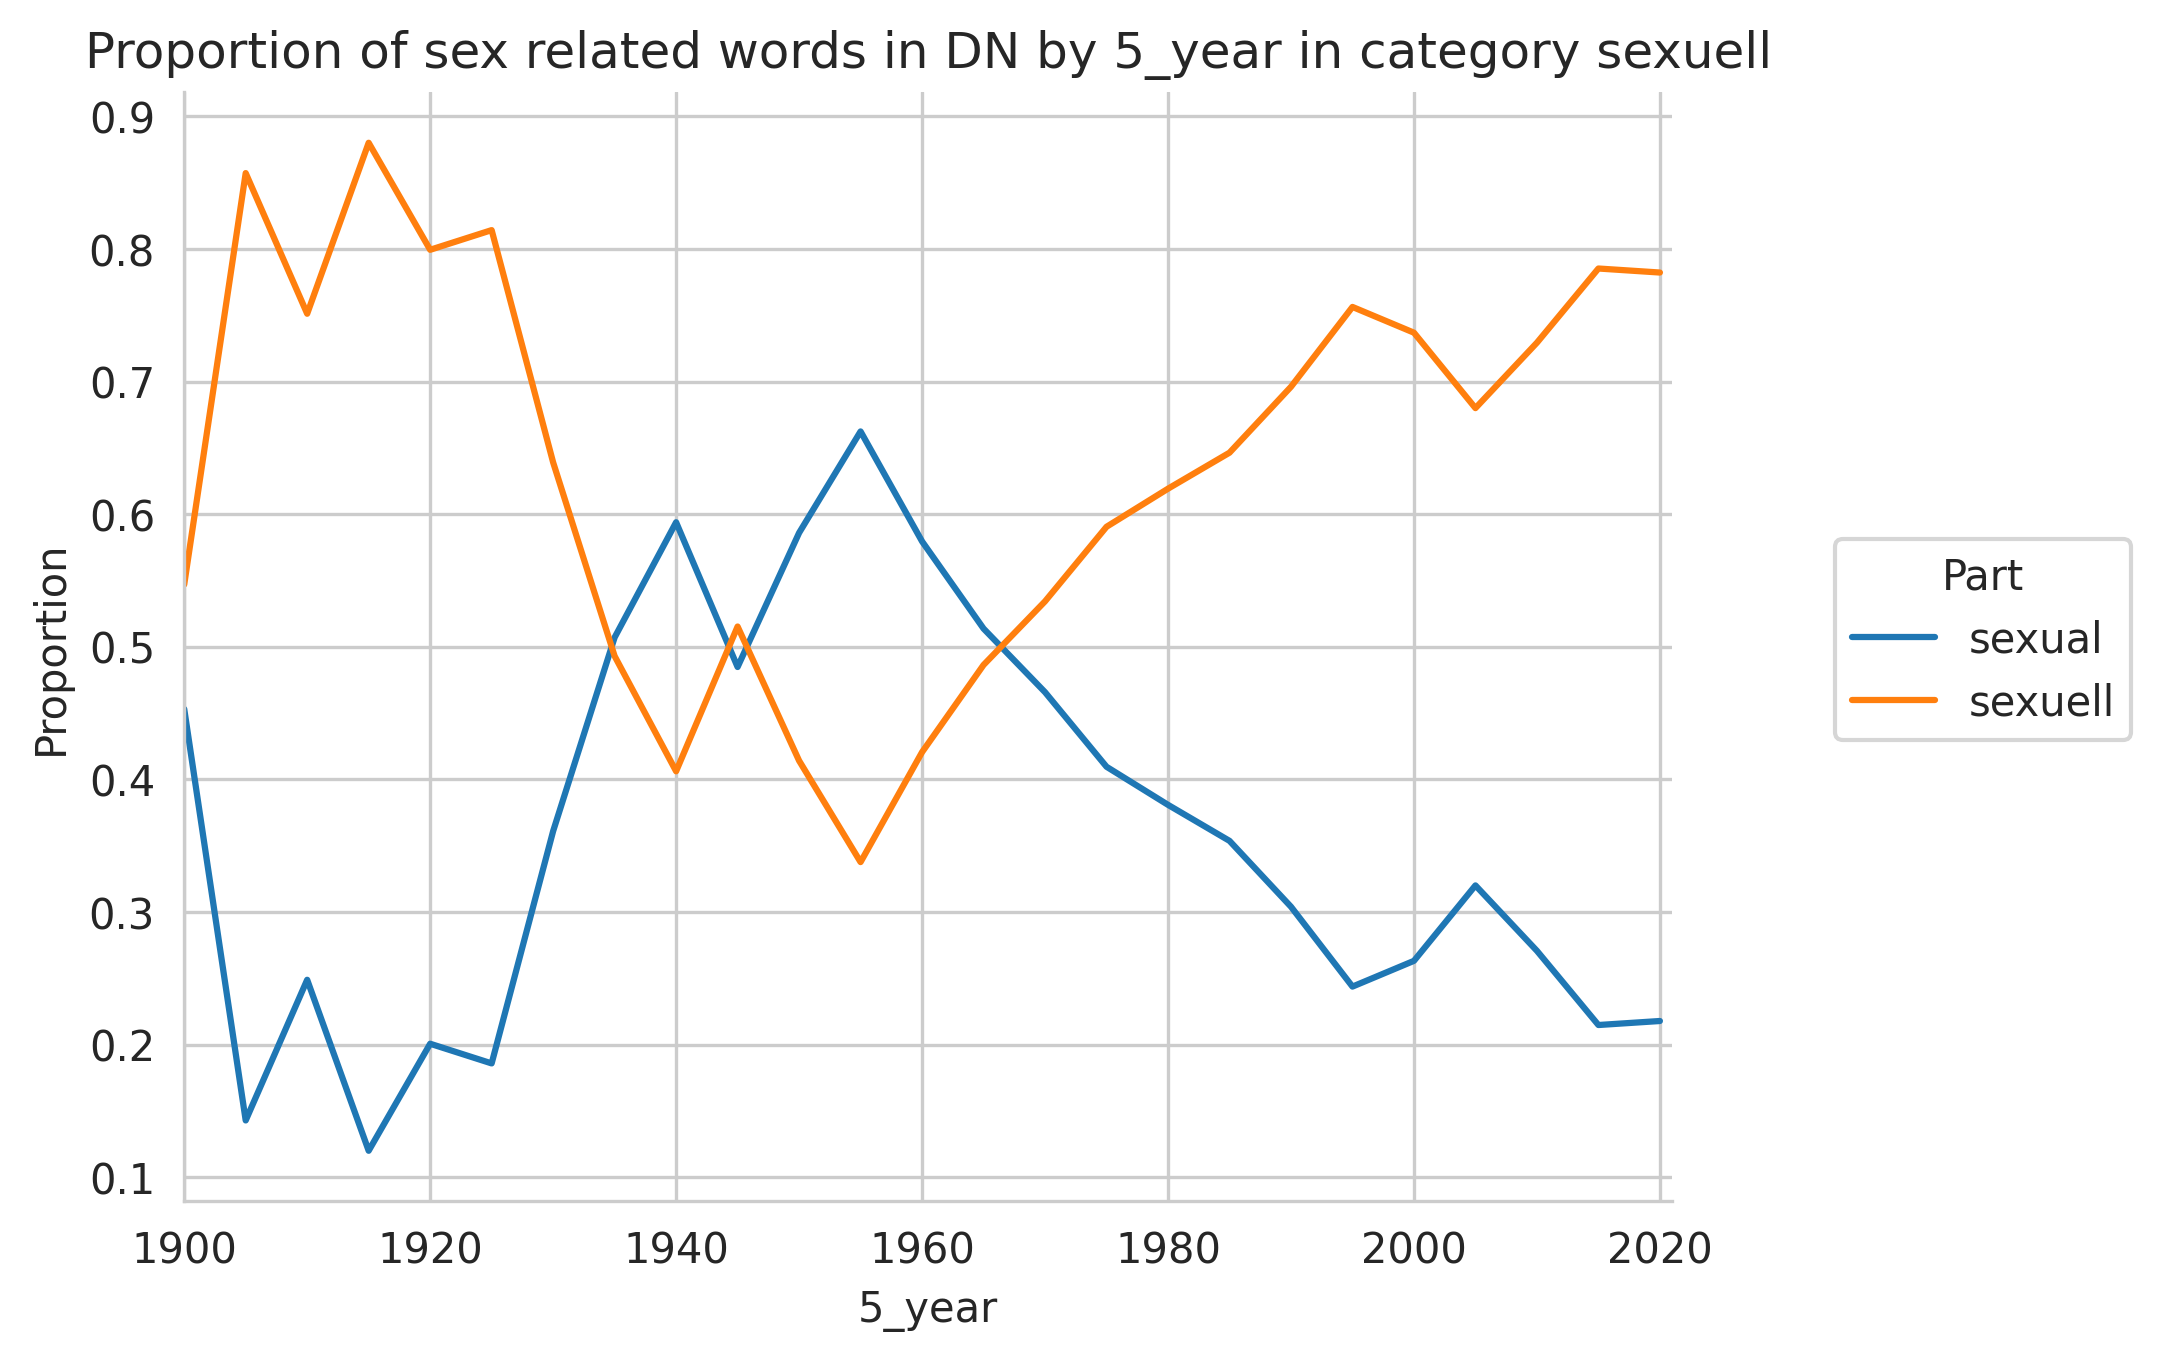 Proportion of sex related words in DN by 5_year in category sexuell
0.9
0.8
0.7
0.6
0.5
0.4
0.3
0.2
0.1
Proportion
1900 1920 1940 1960 1980 2000 2020
5_year
Part
sexual
sexuell